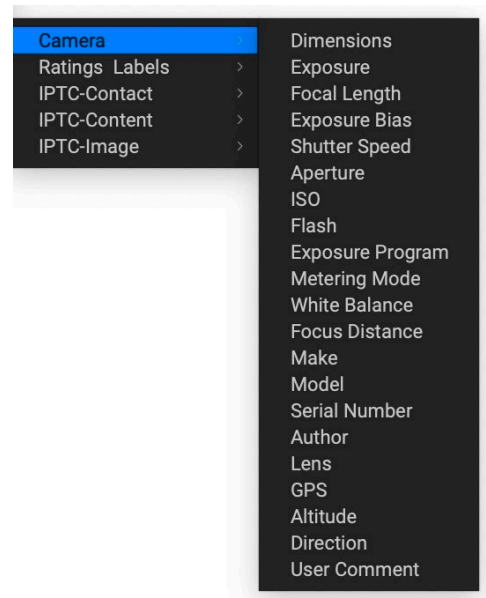 Camera
Ratings Labels
IPTC-Contact
IPTC-Content
IPTC-Image
Dimensions
Exposure
Focal Length
Exposure Bias
Shutter Speed
Aperture
ISO
Flash
Exposure Program
Metering Mode
White Balance
Focus Distance
Make
Model
Serial Number
Author
Lens
GPS
Altitude
Direction
User Comment